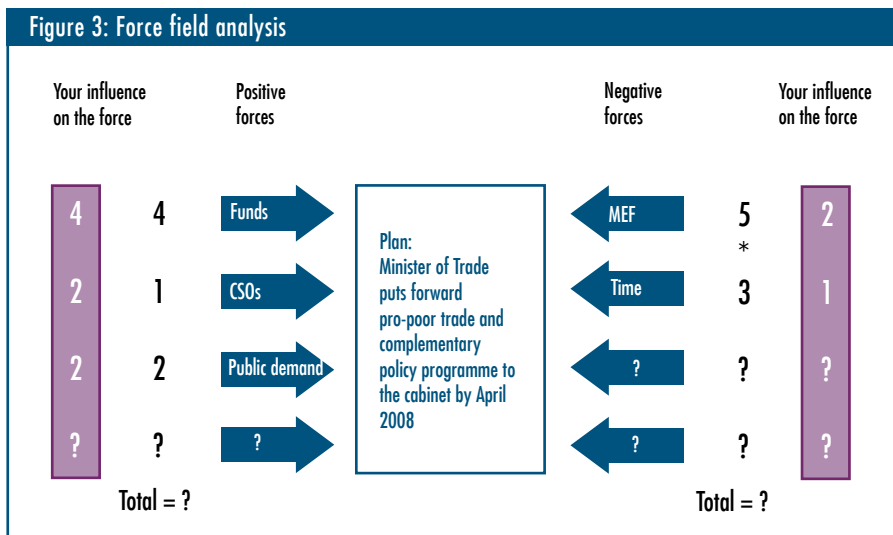 Figure 3: Force field analysis
Your influence
on the force
Positive
forces
Negative
forces
Your influence
on the force
4 4 Funds MEF 5 2
*
2 1 CSOs Time 3 1
2 2 Public demand ? ? ?
? ? ? ? ? ?
Plan:
Minister of Trade
puts forward
pro-poor trade and
complementary
policy programme to
the cabinet by April
2008
Total = ? Total = ?